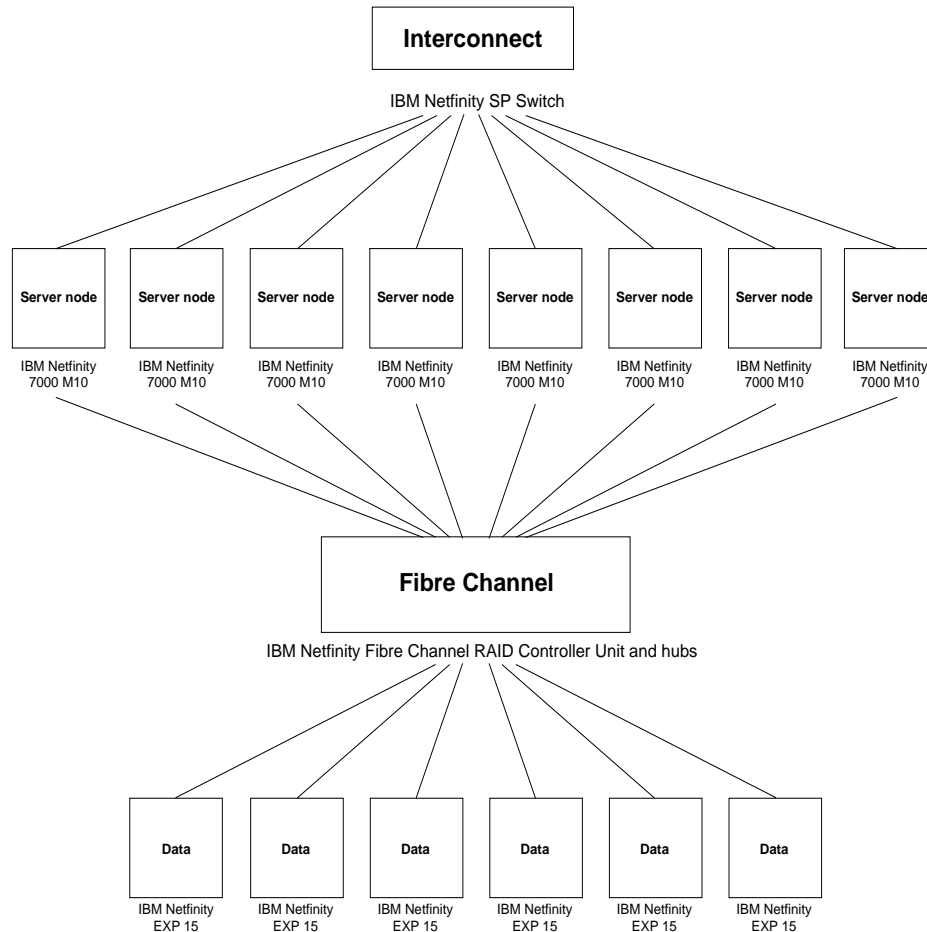 Interconnect
IBM Netfinity SP Switch
Server node
Server node
Server node
Server node
Server node
Server node
Server node
Server node
IBM Netfinity
7000 M10
IBM Netfinity
7000 M10
IBM Netfinity
7000 M10
IBM Netfinity
7000 M10
IBM Netfinity
7000 M10
IBM Netfinity
7000 M10
IBM Netfinity
7000 M10
IBM Netfinity
7000 M10
Fibre Channel
IBM Netfinity Fibre Channel RAID Controller Unit and hubs
Data
Data
Data
Data
Data
Data
IBM Netfinity
EXP 15
IBM Netfinity
EXP 15
IBM Netfinity
EXP 15
IBM Netfinity
EXP 15
IBM Netfinity
EXP 15
IBM Netfinity
EXP 15